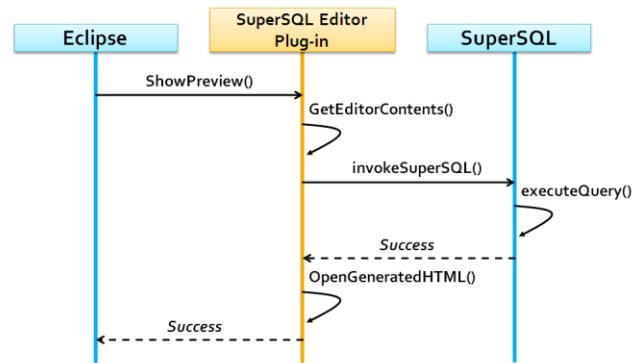 Eclipse
SuperSQL Editor
Plug-in
SuperSQL
ShowPreview()
GetEditorContents()
invokeSuperSQL()
executeQuery()
Success
OpenGeneratedHTML()
Success